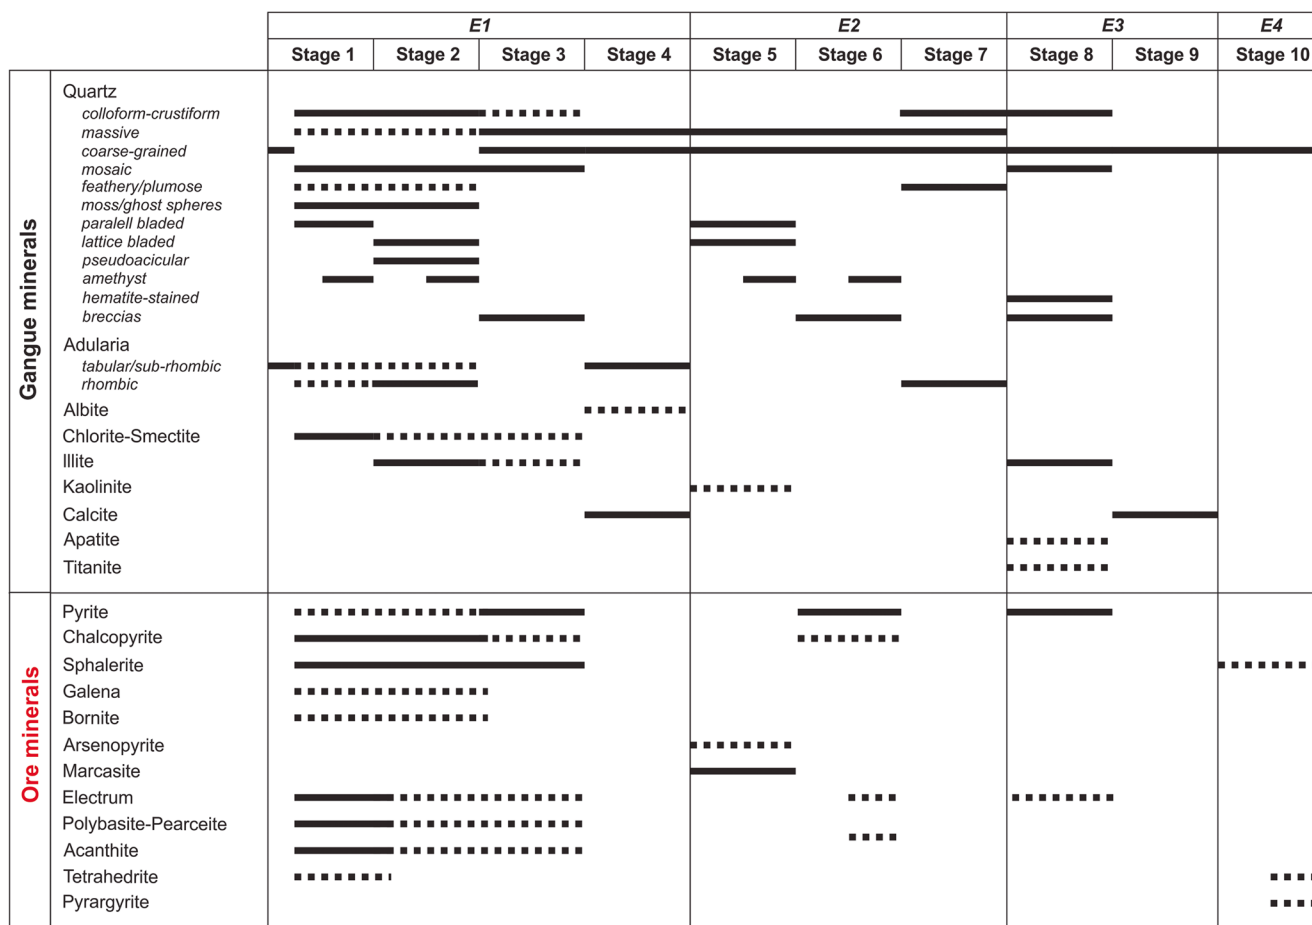 E1 E2 E3 E4
Stage 1 Stage 2 Stage 3 Stage 4 Stage 5 Stage 6 Stage 7 Stage 8 Stage 9 Stage 10
Gangue minerals
Quartz
colloform-crustiform
massive
coarse-grained
mosaic
feathery/plumose
moss/ghost spheres
paralell bladed
lattice bladed
pseudoacicular
amethyst
hematite-stained
breccias
Adularia
tabular/sub-rhombic
rhombic
Albite
Chlorite-Smectite
Illite
Kaolinite
Calcite
Apatite
Titanite
Ore minerals
Pyrite
Chalcopyrite
Sphalerite
Galena
Bornite
Arsenopyrite
Marcasite
Electrum
Polybasite-Pearceite
Acanthite
Tetrahedrite
Pyrargyrite